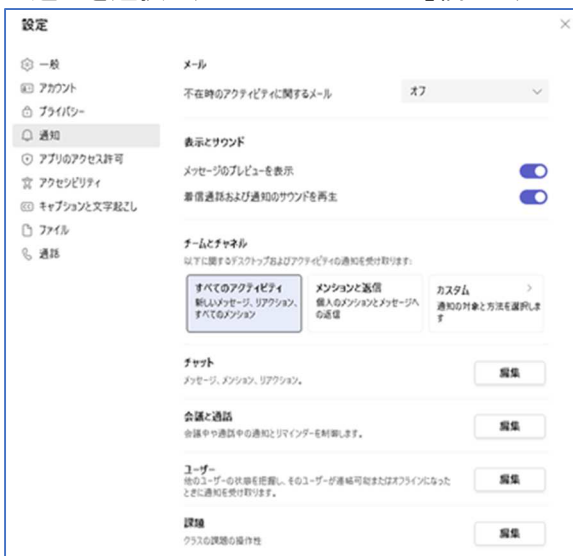 設定
一般
アカウント
プライバシー
通知
アプリのアクセス許可
アクセシビリティ
キャプションと文字起こし
ファイル
通話
メール
不在時のアクティビティに関するメール
オフ
表示とサウンド
メッセージのプレビューを表示
着信通話および通知のサウンドを再生
チームとチャネル
以下に関するデスクトップおよびアクティビティの通知を受け取ります:
すべてのアクティビティ
新しいメッセージ、リアクション、
すべてのメンション
メンションと返信
個人のメンションとメッセージへ
の返信
カスタム
通知の対象と方法を選択しま
す
チャット
メッセージ、メンション、リアクション。
編集
会議と通話
会議中や通話中の通知とリマインダーを制御します。
編集
ユーザー
他のユーザーの状態を把握し、そのユーザーが連絡可能またはオフラインになった
ときに通知を受け取ります。
編集
課題
クラスの課題の操作性
編集